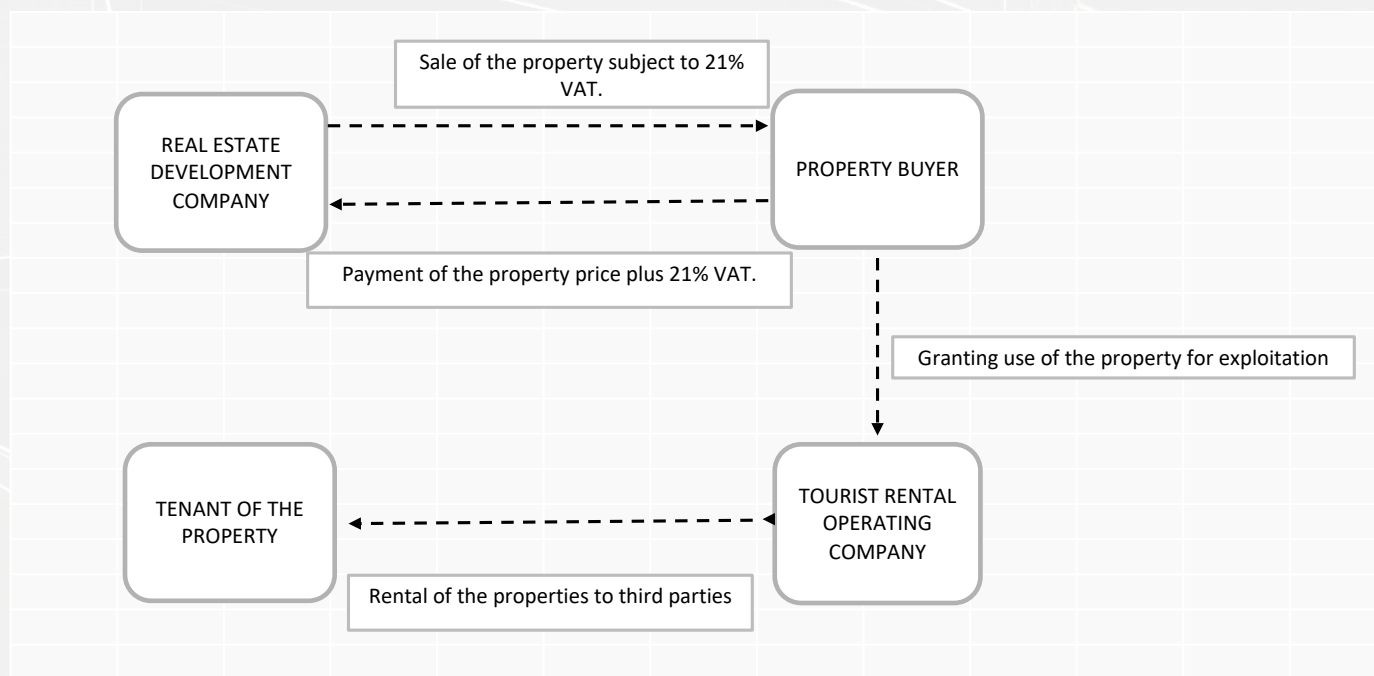 Sale of the property subject to 21%
VAT.
REAL ESTATE
DEVELOPMENT
COMPANY
PROPERTY BUYER
Payment of the property price plus 21% VAT.
Granting use of the property for exploitation
TENANT OF THE
PROPERTY
TOURIST RENTAL
OPERATING
COMPANY
Rental of the properties to third parties